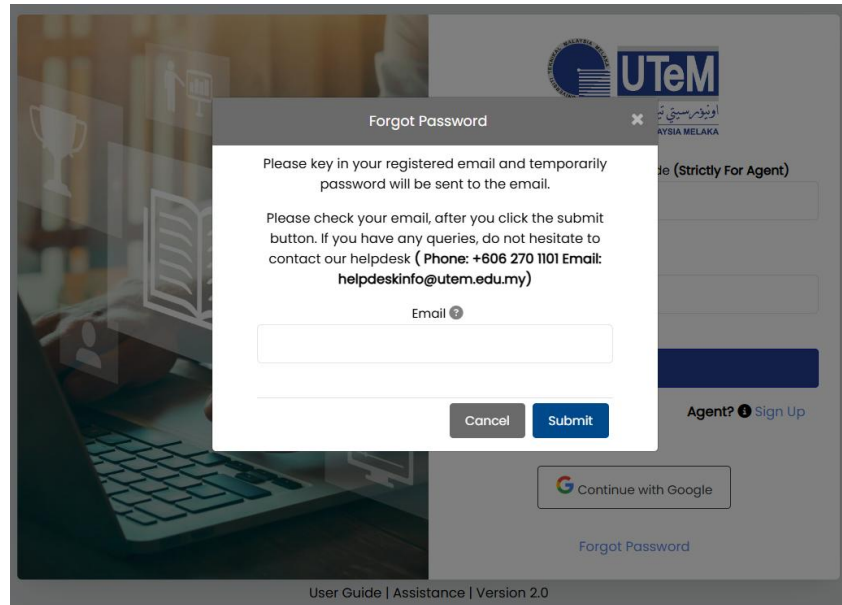 UTeM
اونيۏرسيتي
AYSIA MELAKA
Forgot Password
Please key in your registered email and temporarily
password will be sent to the email.
Please check your email, after you click the submit
button. If you have any queries, do not hesitate to
contact our helpdesk ( Phone: +606 270 1101 Email:
helpdeskinfo@utem.edu.my)
Email
Cancel
Submit
de (Strictly For Agent)
Agent? Sign Up
Continue with Google
Forgot Password
User Guide | Assistance | Version 2.0